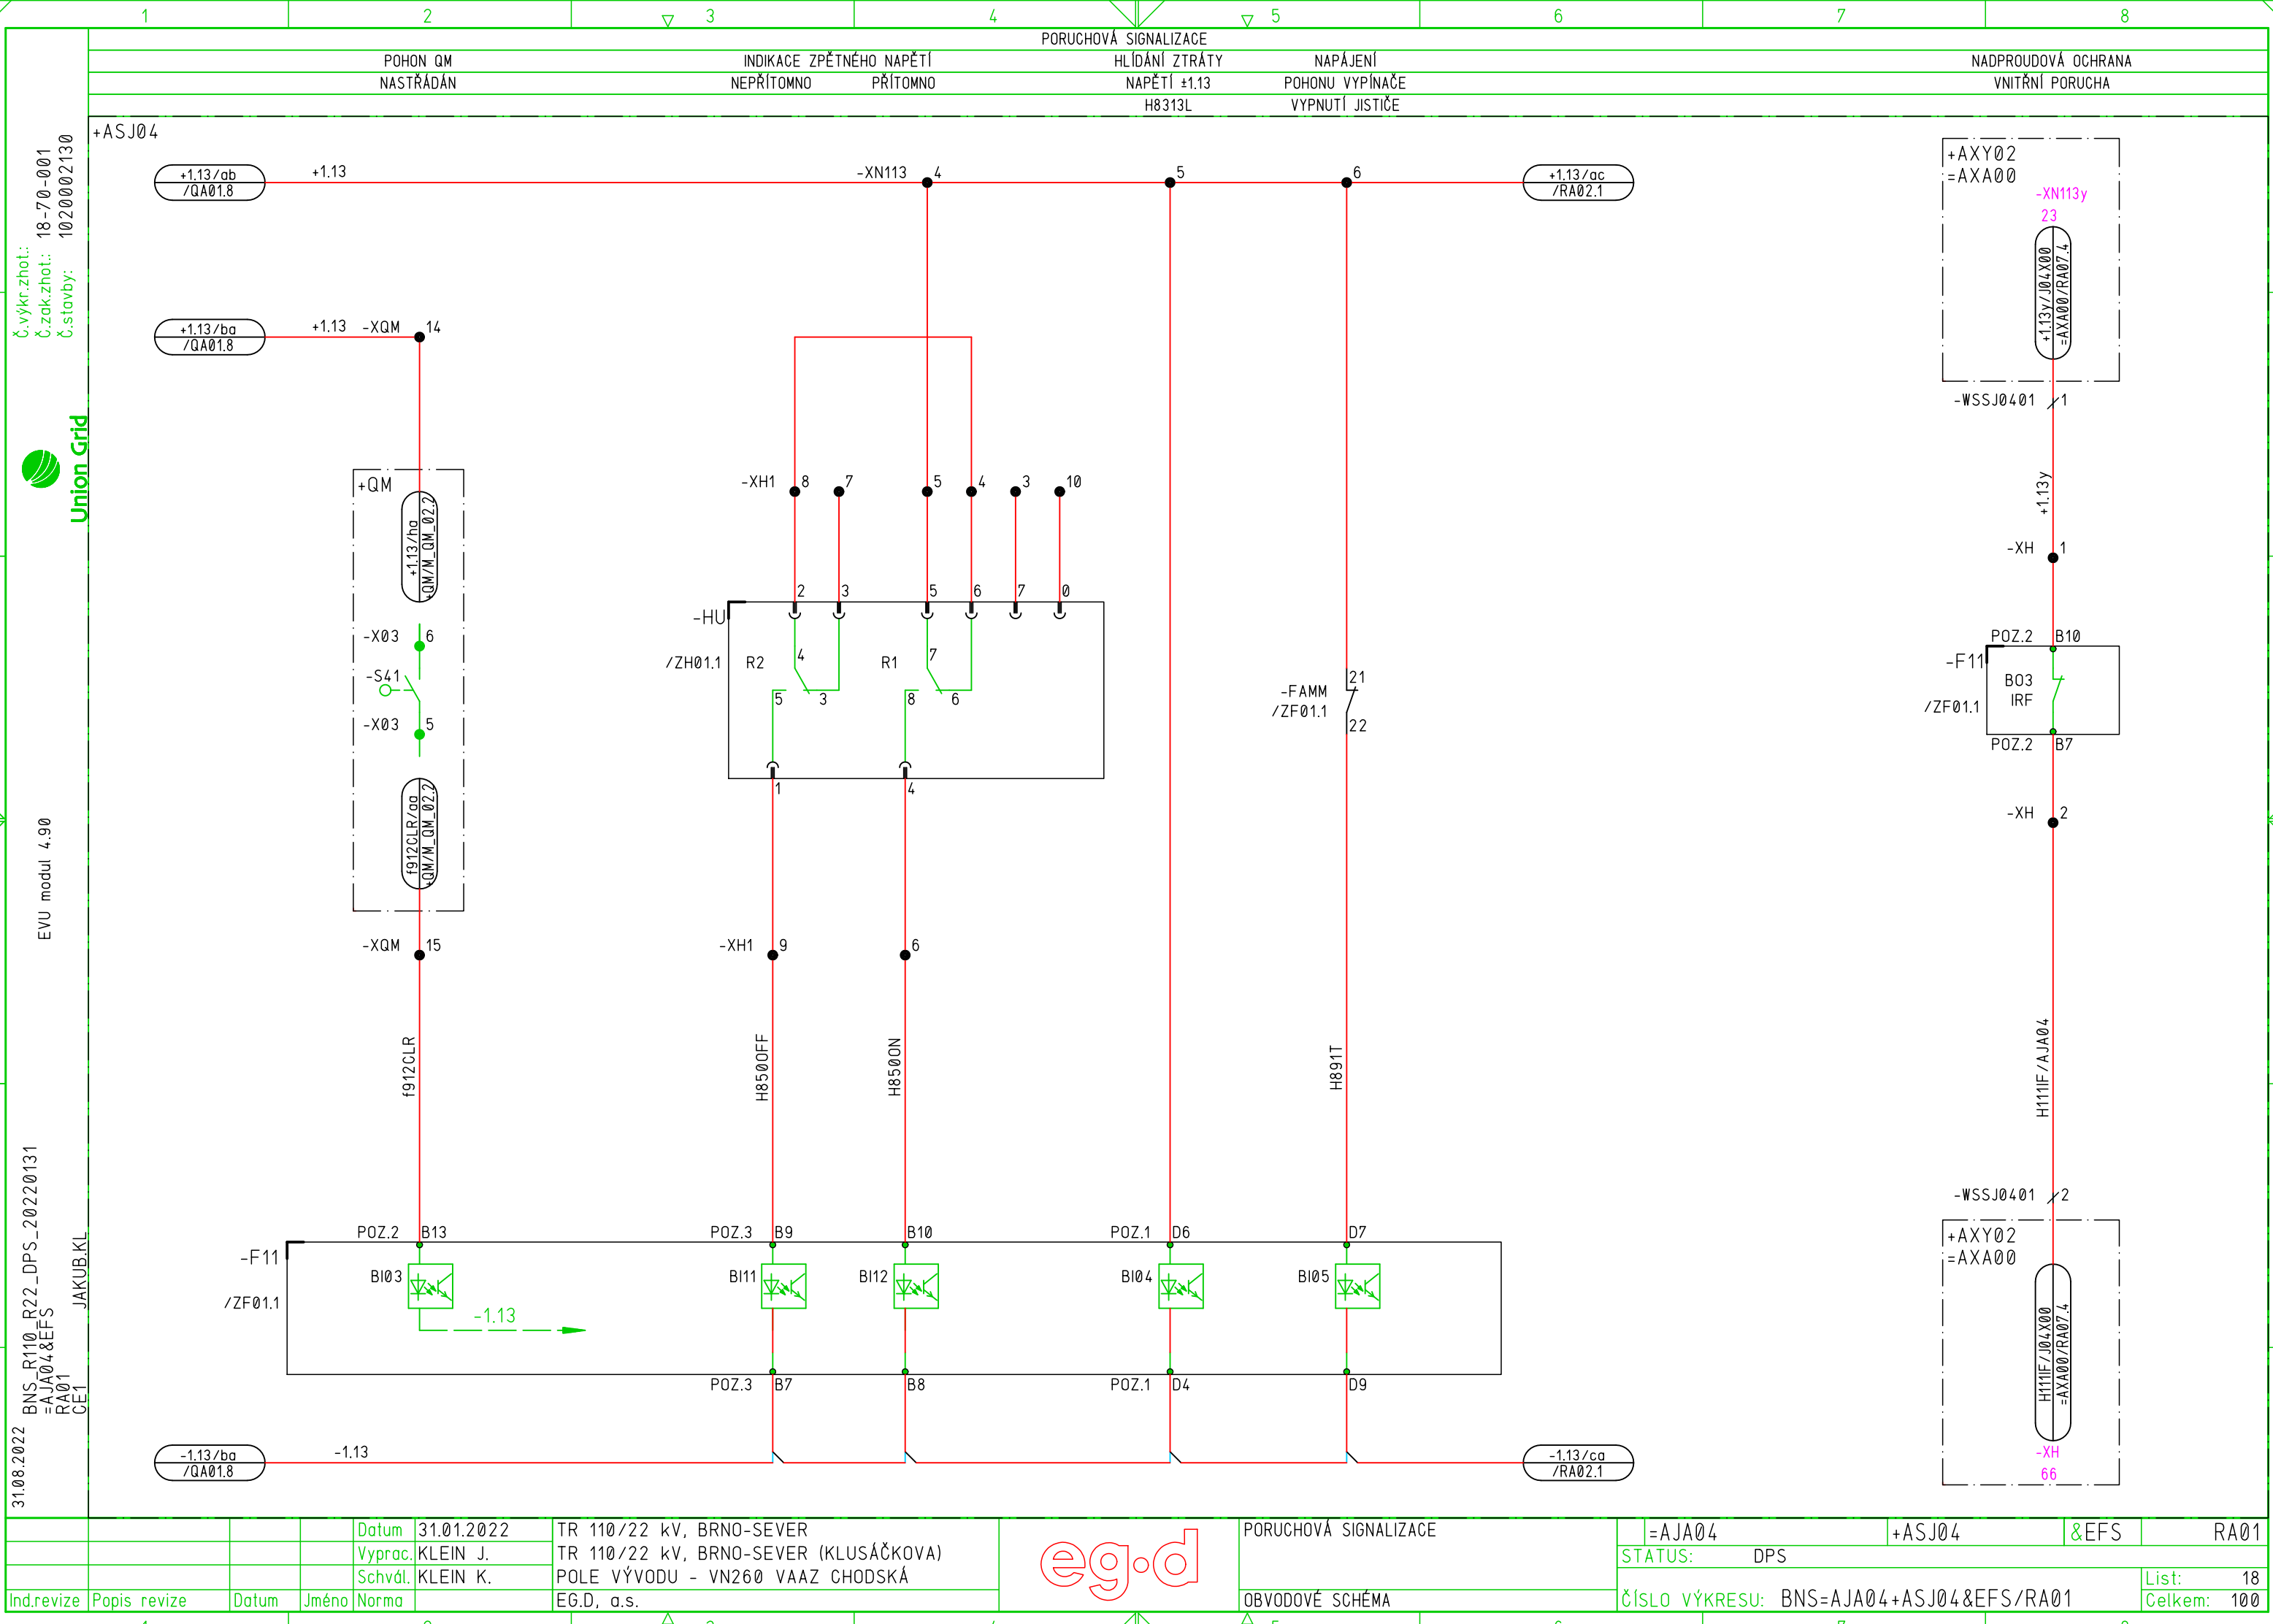 1 2 3 4 5 6 7 8
PORUCHOVÁ SIGNALIZACE
POHON QM INDIKACE ZPĚTNÉHO NAPĚTÍ HLÍDÁNÍ ZTRÁTY NAPÁJENÍ NADPROUDOVÁ OCHRANA
NASTŘÁDÁN NEPŘÍTOMNO PŘÍTOMNO NAPĚTÍ ±1.13 POHONU VYPÍNAČE VNITŘNÍ PORUCHA
H8313L VYPNUTÍ JISTIČE
+ASJ04
+1.13/ab
/QA01.8
+1.13
-XN113 4 5 6
+1.13/ac
/RA02.1
+AXY02
=AXA00
-XN113y
23
+1.13y/J04X00
=AXA00/RA07.4
-WSSJ0401 1
+1.13y
+1.13/ba
/QA01.8
+1.13 -XQM 14
+QM
+1.13/ha
+QM/M_QM_02.2
-X03 6
-S41
-X03 5
f912CLR/aa
+QM/M_QM_02.2
-XQM 15
f912CLR
-XH1 8 7 5 4 3 10
2 3 5 6 7 0
-HU
/ZH01.1
R2 4 R1 7
5 3 8 6
1 4
-XH1 9 6
H850OFF
H850ON
21
-FAMM
/ZF01.1
22
H891T
-XH 1
POZ.2 B10
-F11
BO3
IRF
/ZF01.1
POZ.2 B7
-XH 2
H111IF/AJA04
-WSSJ0401 2
+AXY02
=AXA00
H111IF/J04X00
=AXA00/RA07.4
-XH
66
POZ.2 B13 POZ.3 B9 B10 POZ.1 D6 D7
-F11
BI03 BI11 BI12 BI04 BI05
/ZF01.1
-1.13
POZ.3 B7 B8 POZ.1 D4 D9
-1.13/ba
/QA01.8
-1.13
-1.13/ca
/RA02.1
Č.výkr.zhot.:
Č.zak.zhot.: 18-70-001
Č.stavby: 1020002130
Union Grid
EVU modul 4.90
31.08.2022
BNS_R110_R22_DPS_20220131
=AJA04&EFS
RA01
CE1
JAKUB.KL
Datum 31.01.2022 TR 110/22 kV, BRNO-SEVER
Vyprac. KLEIN J. TR 110/22 kV, BRNO-SEVER (KLUSÁČKOVA)
Schvál. KLEIN K. POLE VÝVODU - VN260 VAAZ CHODSKÁ
Ind.revize Popis revize Datum Jméno Norma EG.D, a.s.
eg·d
PORUCHOVÁ SIGNALIZACE
OBVODOVÉ SCHÉMA
=AJA04 +ASJ04 &EFS RA01
STATUS: DPS
ČÍSLO VÝKRESU: BNS=AJA04+ASJ04&EFS/RA01
List: 18
Celkem: 100